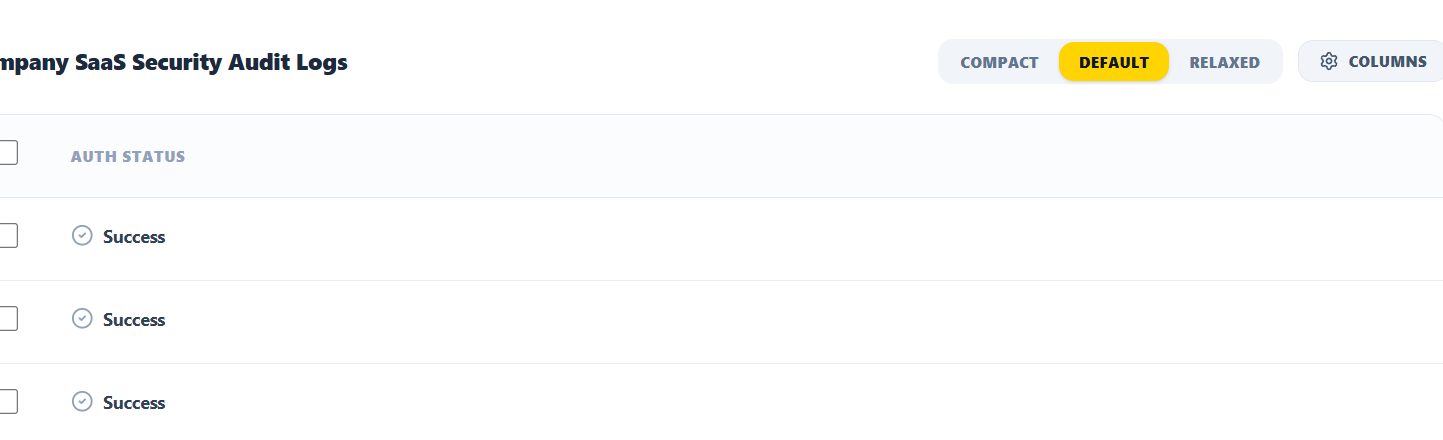 mpany SaaS Security Audit Logs
COMPACT DEFAULT RELAXED COLUMNS
AUTH STATUS
Success
Success
Success